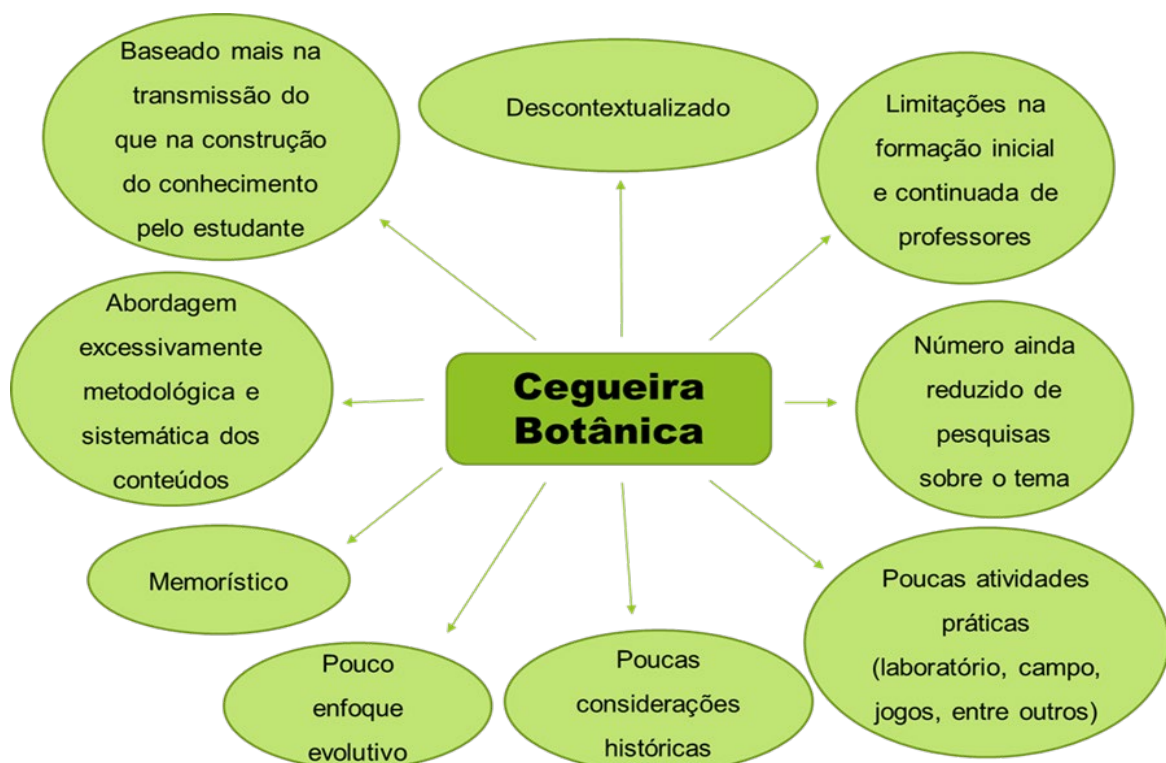 Baseado mais na
transmissão do
que na construção
do conhecimento
pelo estudante
Descontextualizado
Limitações na
formação inicial
e continuada de
professores
Abordagem
excessivamente
metodológica e
sistemática dos
conteúdos
Cegueira
Botânica
Número ainda
reduzido de
pesquisas
sobre o tema
Memorístico
Pouco
enfoque
evolutivo
Poucas
considerações
históricas
Poucas atividades
práticas
(laboratório, campo,
jogos, entre outros)